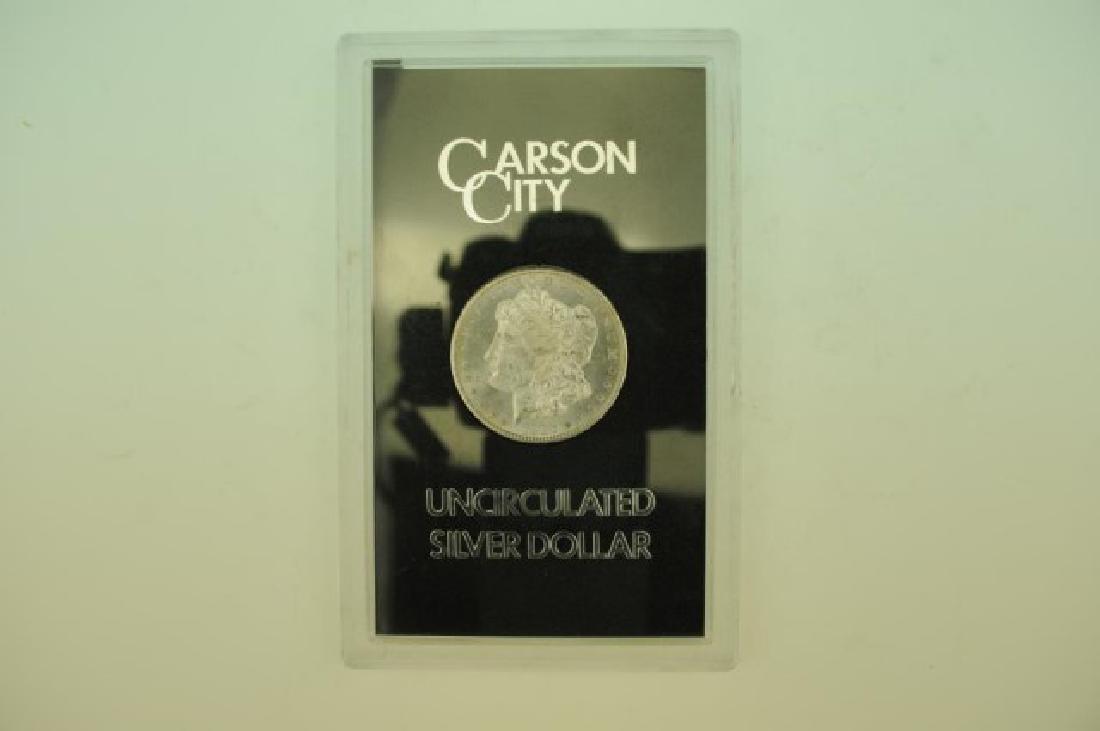 CARSON
CITY
UNCIRCULATED
SILVER DOLLAR